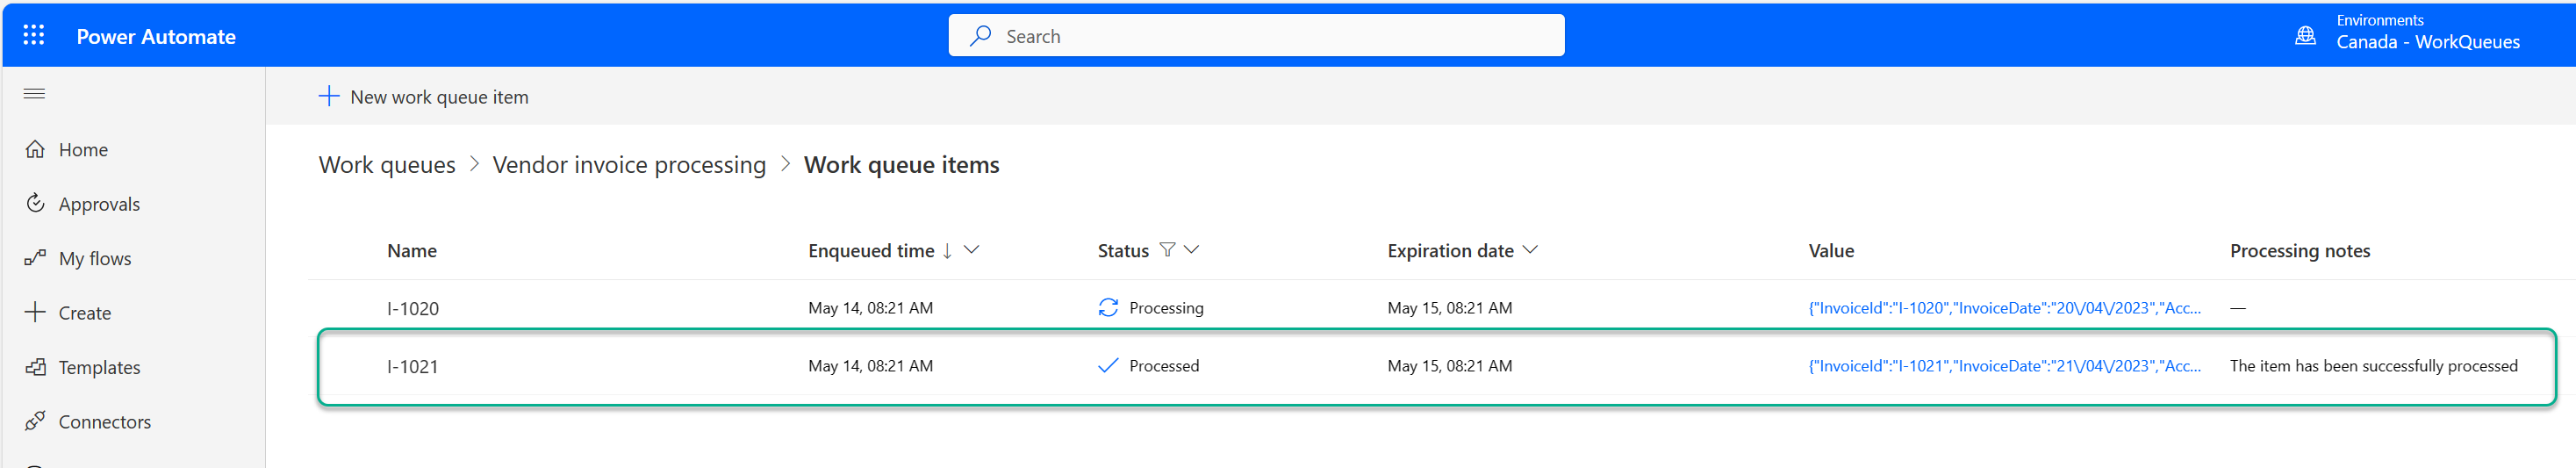 Power Automate
Search
Environments
Canada - WorkQueues
New work queue item
Home
Approvals
My flows
Create
Templates
Connectors
Work queues > Vendor invoice processing > Work queue items
Name Enqueued time Status Expiration date Value Processing notes
I-1020 May 14, 08:21 AM Processing May 15, 08:21 AM {"InvoiceId":"I-1020","InvoiceDate":"20\/04\/2023","Acc... —
I-1021 May 14, 08:21 AM Processed May 15, 08:21 AM {"InvoiceId":"I-1021","InvoiceDate":"21\/04\/2023","Acc... The item has been successfully processed